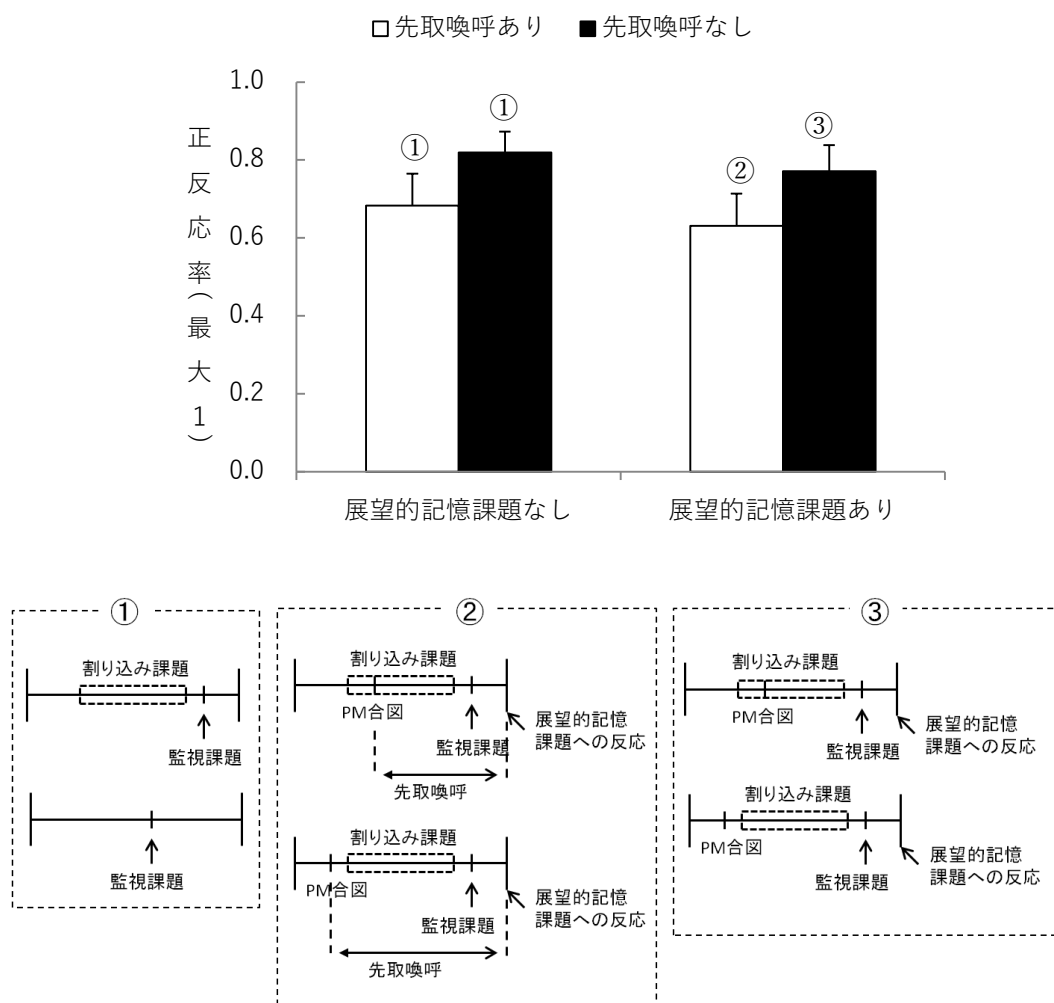 □先取喚呼あり ■先取喚呼なし
正反応率(最大1)
1.0
0.8
0.6
0.4
0.2
0.0
①
①
②
③
展望的記憶課題なし
展望的記憶課題あり
①
割り込み課題
監視課題
監視課題
②
割り込み課題
PM合図
監視課題
展望的記憶
課題への反応
先取喚呼
割り込み課題
PM合図
監視課題
展望的記憶
課題への反応
先取喚呼
③
割り込み課題
PM合図
監視課題
展望的記憶
課題への反応
割り込み課題
PM合図
監視課題
展望的記憶
課題への反応